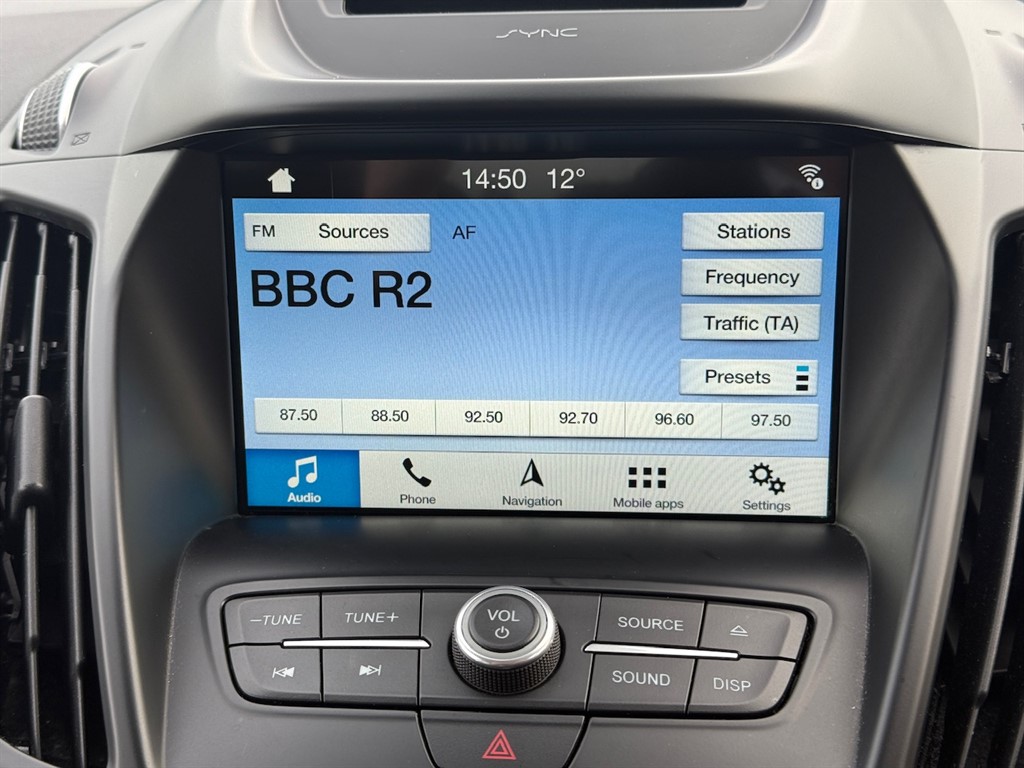 SYNC
14:50 12°
FM Sources AF Stations
BBC R2
Frequency
Traffic (TA)
Presets
87.50 88.50 92.50 92.70 96.60 97.50
Audio Phone Navigation Mobile apps Settings
−TUNE TUNE+ VOL SOURCE
SOUND DISP